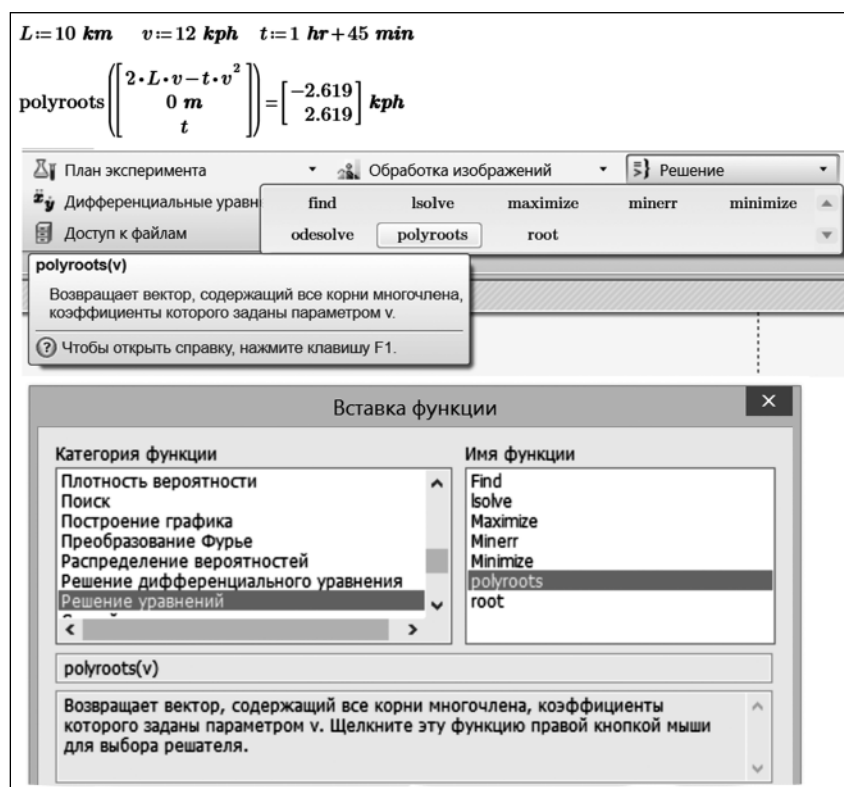 L:=10 km v:=12 kph t:=1 hr+45 min
polyroots([2·L·v−t·v²
0 m
t])=[−2.619
2.619] kph
План эксперимента Обработка изображений Решение
Дифференциальные уравн find lsolve maximize minerr minimize
Доступ к файлам odesolve polyroots root
polyroots(v)
Возвращает вектор, содержащий все корни многочлена,
коэффициенты которого заданы параметром v.
Чтобы открыть справку, нажмите клавишу F1.
Вставка функции
Категория функции Имя функции
Плотность вероятности
Поиск
Построение графика
Преобразование Фурье
Распределение вероятностей
Решение дифференциального уравнения
Решение уравнений
Find
lsolve
Maximize
Minerr
Minimize
polyroots
root
polyroots(v)
Возвращает вектор, содержащий все корни многочлена, коэффициенты
которого заданы параметром v. Щелкните эту функцию правой кнопкой мыши
для выбора решателя.